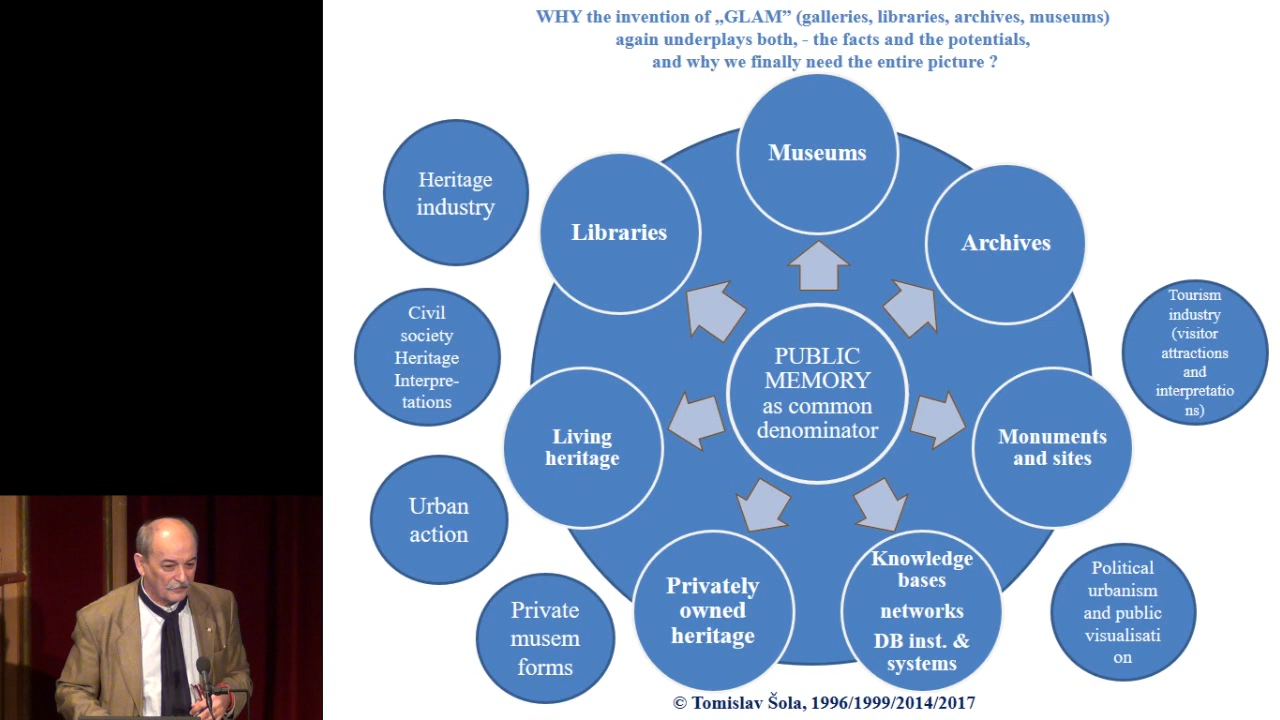 WHY the invention of „GLAM” (galleries, libraries, archives, museums)
again underplays both, - the facts and the potentials,
and why we finally need the entire picture ?
Museums
Heritage
industry
Libraries
Archives
Civil
society
Heritage
Interpre-
tations
PUBLIC
MEMORY
as common
denominator
Tourism
industry
(visitor
attractions
and
interpretatio
ns)
Living
heritage
Monuments
and sites
Urban
action
Private
musem
forms
Privately
owned
heritage
Knowledge
bases
networks
DB inst. &
systems
Political
urbanism
and public
visualisati
on
© Tomislav Šola, 1996/1999/2014/2017